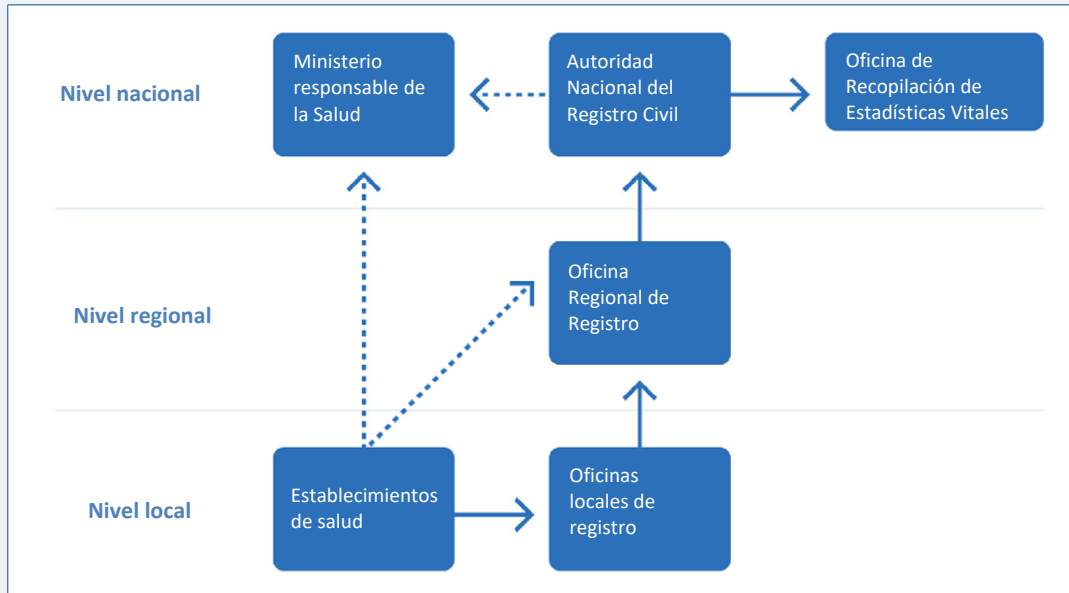 Nivel nacional
Ministerio
responsable de
la Salud
Autoridad
Nacional del
Registro Civil
Oficina de
Recopilación de
Estadísticas Vitales
Nivel regional
Oficina
Regional de
Registro
Nivel local
Establecimientos
de salud
Oficinas
locales de
registro